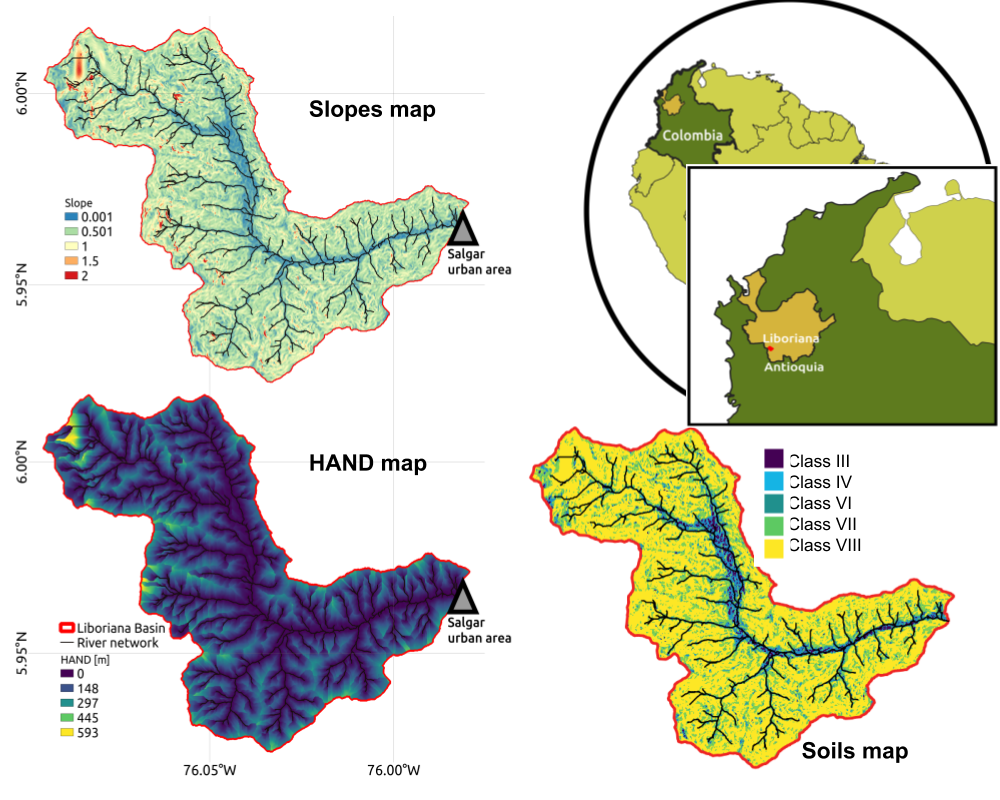 6.00°N
Slopes map
Slope
0.001
0.501
1
1.5
2
5.95°N
Salgar
urban area
Colombia
Liboriana
Antioquia
6.00°N
HAND map
Liboriana Basin
River network
HAND [m]
0
148
297
445
593
5.95°N
Salgar
urban area
76.05°W
76.00°W
Class III
Class IV
Class VI
Class VII
Class VIII
Soils map